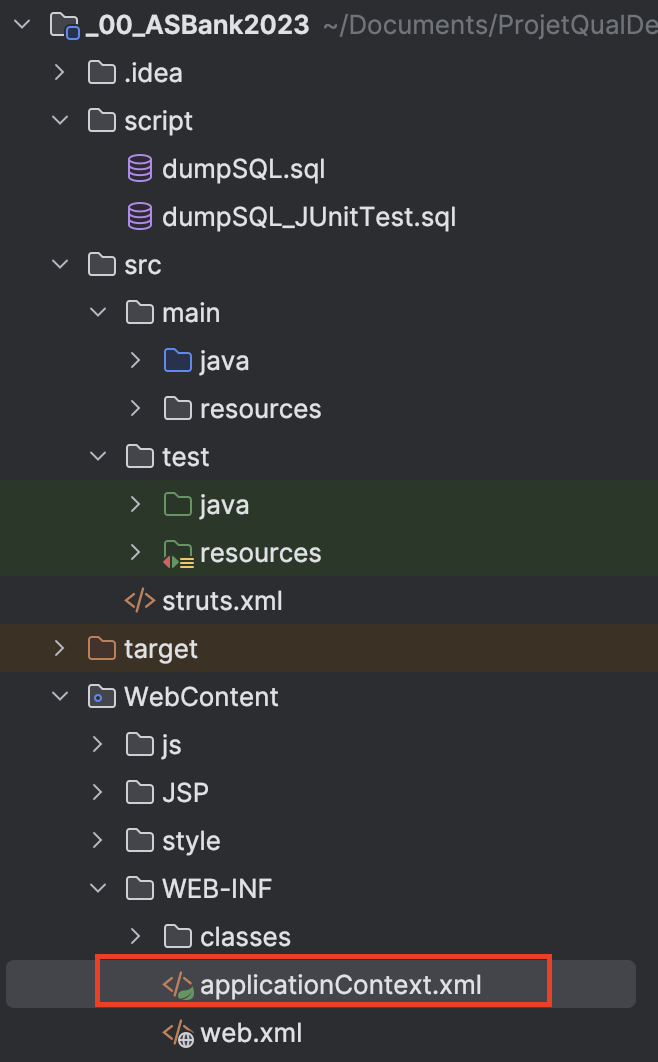 _00_ASBank2023 ~/Documents/ProjetQualDe
.idea
script
dumpSQL.sql
dumpSQL_JUnitTest.sql
src
main
java
resources
test
java
resources
struts.xml
target
WebContent
js
JSP
style
WEB-INF
classes
applicationContext.xml
web.xml